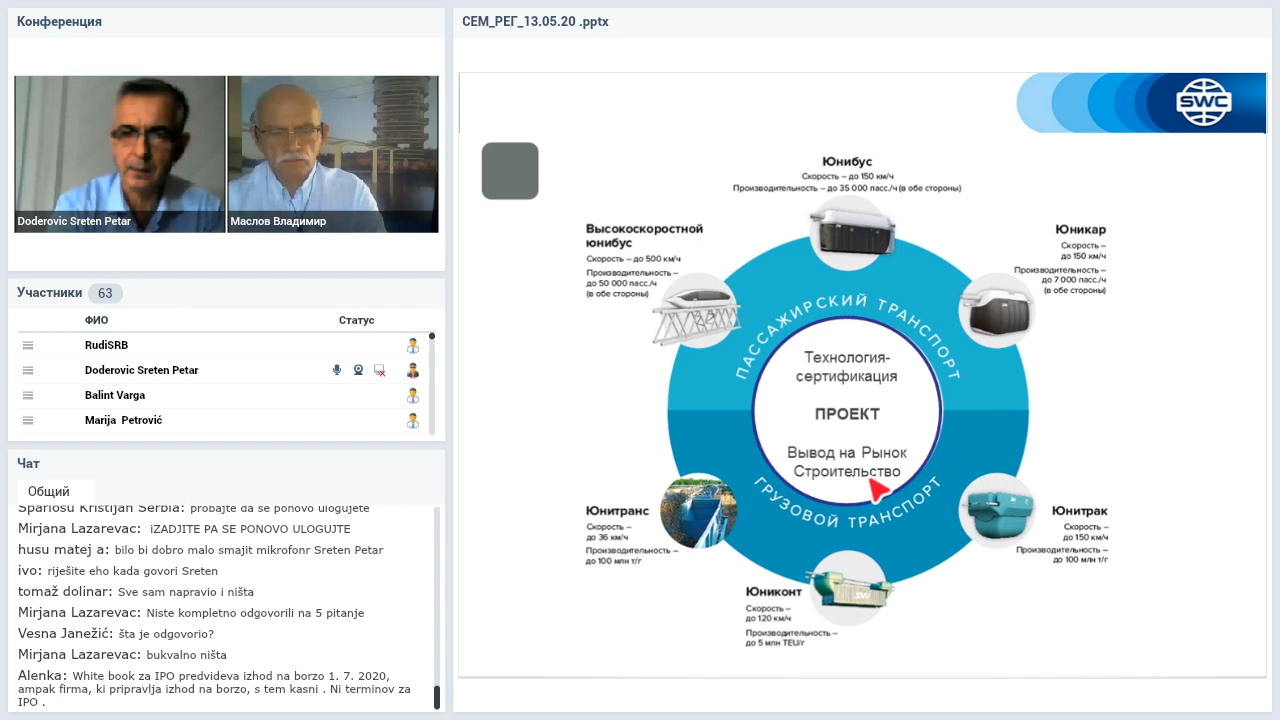 Конференция
Doderovic Sreten Petar
Маслов Владимир
Участники 63
ФИО Статус
RudiSRB
Doderovic Sreten Petar
Balint Varga
Marija Petrović
Чат
Общий
Spariosu Kristijan Serbia: probajte da se ponovo ulogujete
Mirjana Lazarevac: iZADJITE PA SE PONOVO ULOGUJTE
husu matej a: bilo bi dobro malo smajit mikrofonr Sreten Petar
ivo: riješite eho kada govori Sreten
tomaž dolinar: Sve sam napravio i ništa
Mirjana Lazarevac: Niste kompletno odgovorili na 5 pitanje
Vesna Janežić: šta je odgovorio?
Mirjana Lazarevac: bukvalno ništa
Alenka: White book za IPO predvideva izhod na borzo 1. 7. 2020,
ampak firma, ki pripravlja izhod na borzo, s tem kasni . Ni terminov za
IPO .
СЕМ_РЕГ_13.05.20 .pptx
SWC
Юнибус
Скорость – до 150 км/ч
Производительность – до 35 000 пасс./ч (в обе стороны)
Высокоскоростной
юнибус
Скорость – до 500 км/ч
Производительность –
до 50 000 пасс./ч
(в обе стороны)
Юникар
Скорость –
до 150 км/ч
Производительность –
до 7 000 пасс./ч
(в обе стороны)
ПАССАЖИРСКИЙ ТРАНСПОРТ
Технология-
сертификация
ПРОЕКТ
Вывод на Рынок
Строительство
ГРУЗОВОЙ ТРАНСПОРТ
Юнитранс
Скорость –
до 36 км/ч
Производительность –
до 100 млн т/г
Юнитрак
Скорость –
до 150 км/ч
Производительность –
до 100 млн т/г
Юниконт
Скорость –
до 120 км/ч
Производительность –
до 5 млн TEU/г
SW